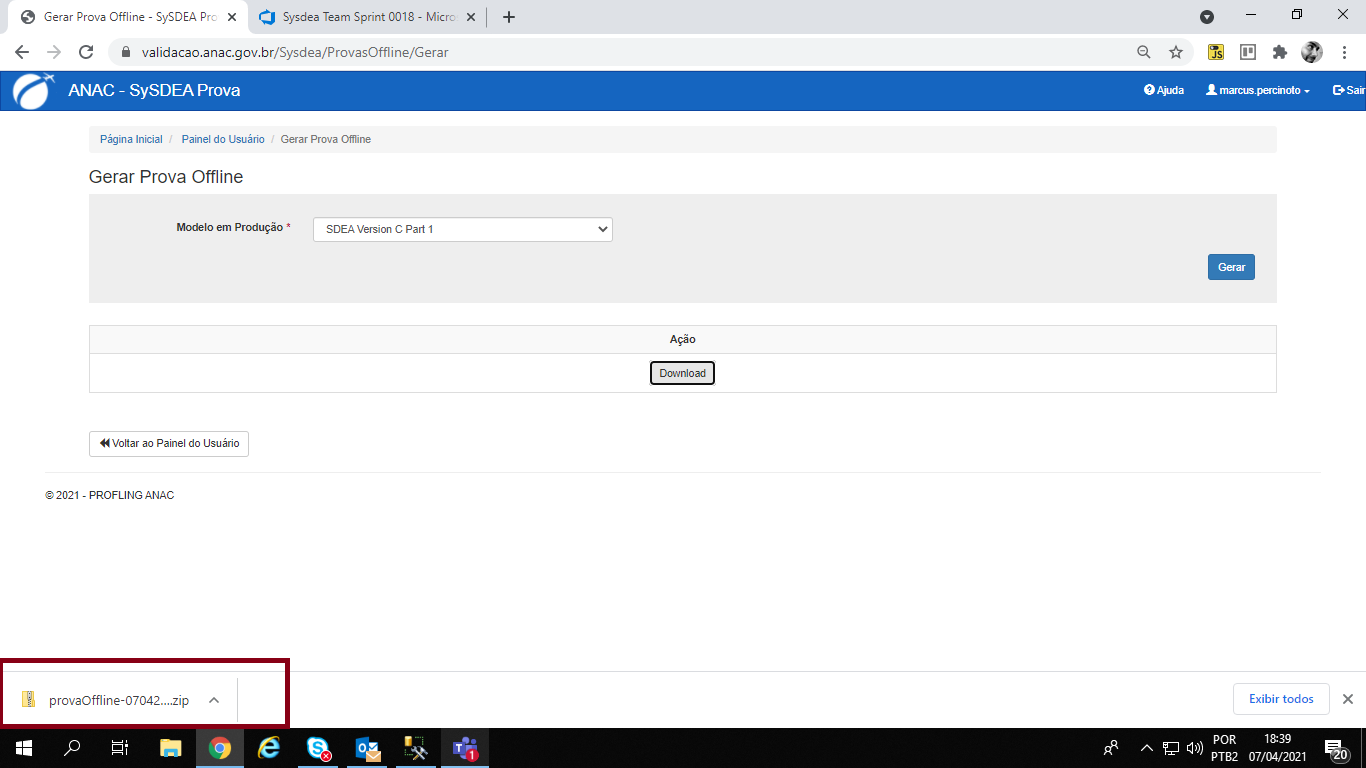 Gerar Prova Offline - SySDEA Pro
Sysdea Team Sprint 0018 - Micro
validacao.anac.gov.br/Sysdea/ProvasOffline/Gerar
JS
ANAC - SySDEA Prova
Ajuda
marcus.percinoto
Sair
Página Inicial / Painel do Usuário / Gerar Prova Offline
Gerar Prova Offline
Modelo em Produção *
SDEA Version C Part 1
Gerar
Ação
Download
Voltar ao Painel do Usuário
© 2021 - PROFLING ANAC
provaOffline-07042....zip
Exibir todos
1
POR
PTB2
18:39
07/04/2021
20